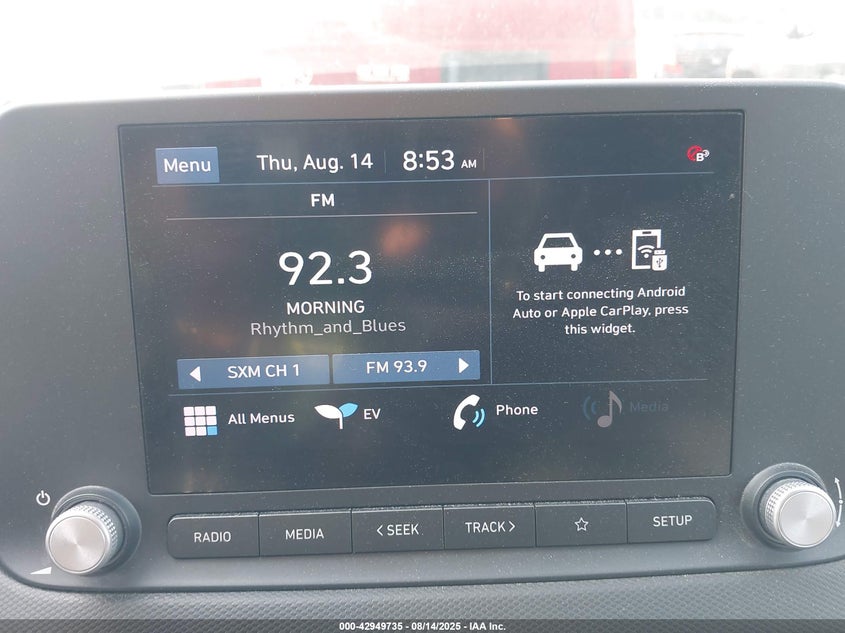 Menu Thu, Aug. 14 8:53 AM
B
FM
92.3
MORNING
Rhythm_and_Blues
SXM CH 1 FM 93.9
To start connecting Android
Auto or Apple CarPlay, press
this widget.
All Menus EV Phone Media
RADIO MEDIA < SEEK TRACK > SETUP
000-42949735 - 08/14/2025 - IAA Inc.